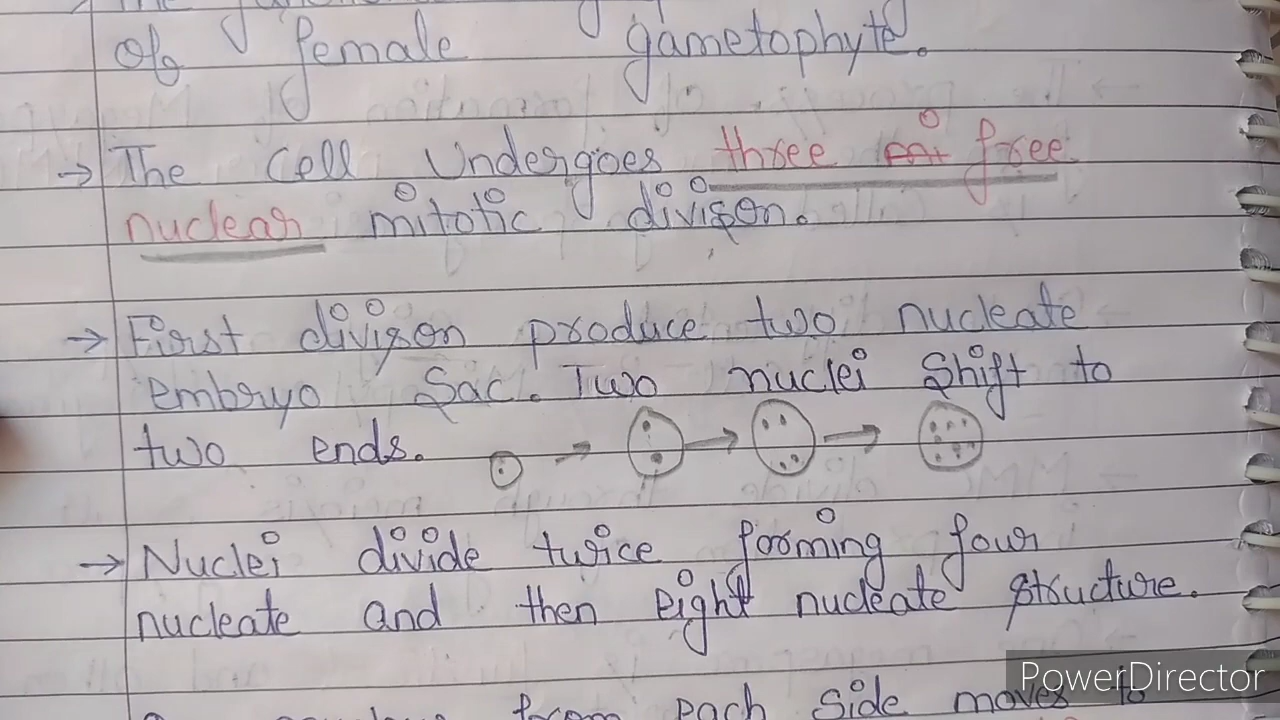 of female gametophyte.
→ The cell Undergoes three free
nuclear mitotic divison.
→ First divison produce two nucleate
embryo Sac. Two nuclei Shift to
two ends.
→ Nuclei divide twice forming four
nucleate and then eight nucleate structure.
from each side moves to
PowerDirector